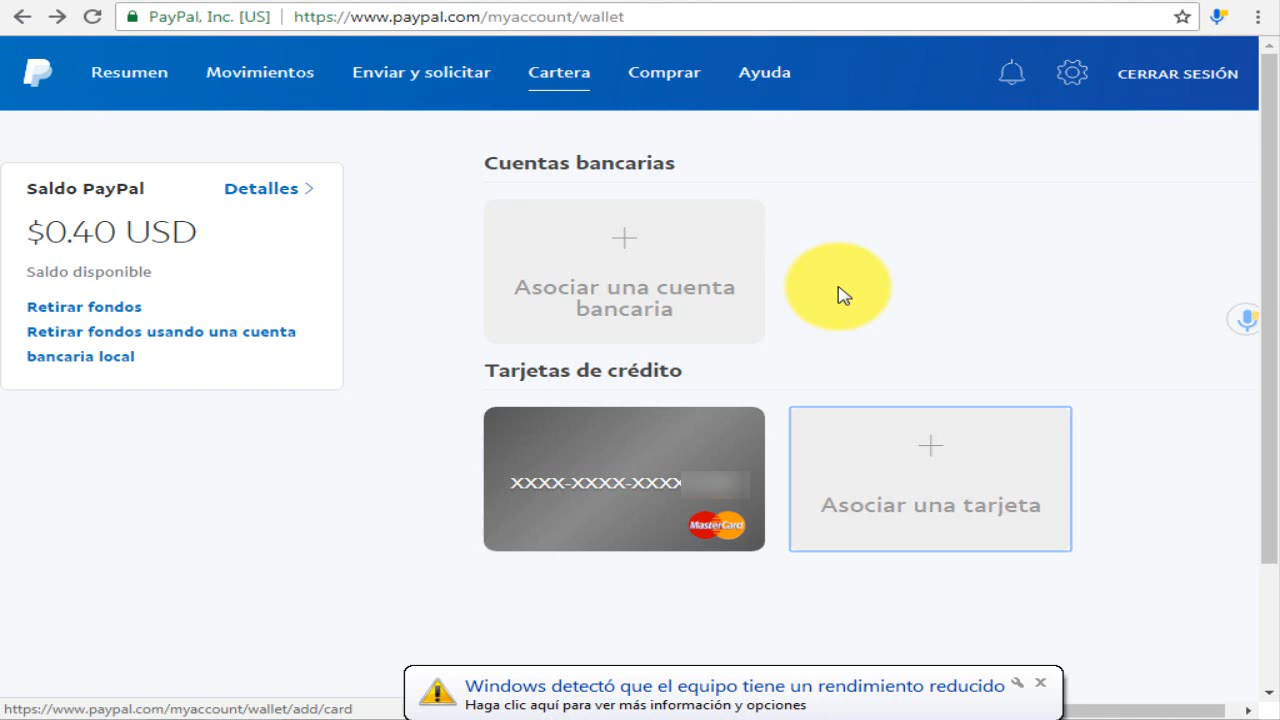 PayPal, Inc. [US]
https://www.paypal.com/myaccount/wallet
Resumen
Movimientos
Enviar y solicitar
Cartera
Comprar
Ayuda
CERRAR SESIÓN
Saldo PayPal
Detalles
$0.40 USD
Saldo disponible
Retirar fondos
Retirar fondos usando una cuenta
bancaria local
Cuentas bancarias
Asociar una cuenta
bancaria
Tarjetas de crédito
XXXX-XXXX-XXXX
MasterCard
Asociar una tarjeta
Windows detectó que el equipo tiene un rendimiento reducido
Haga clic aquí para ver más información y opciones
https://www.paypal.com/myaccount/wallet/add/card